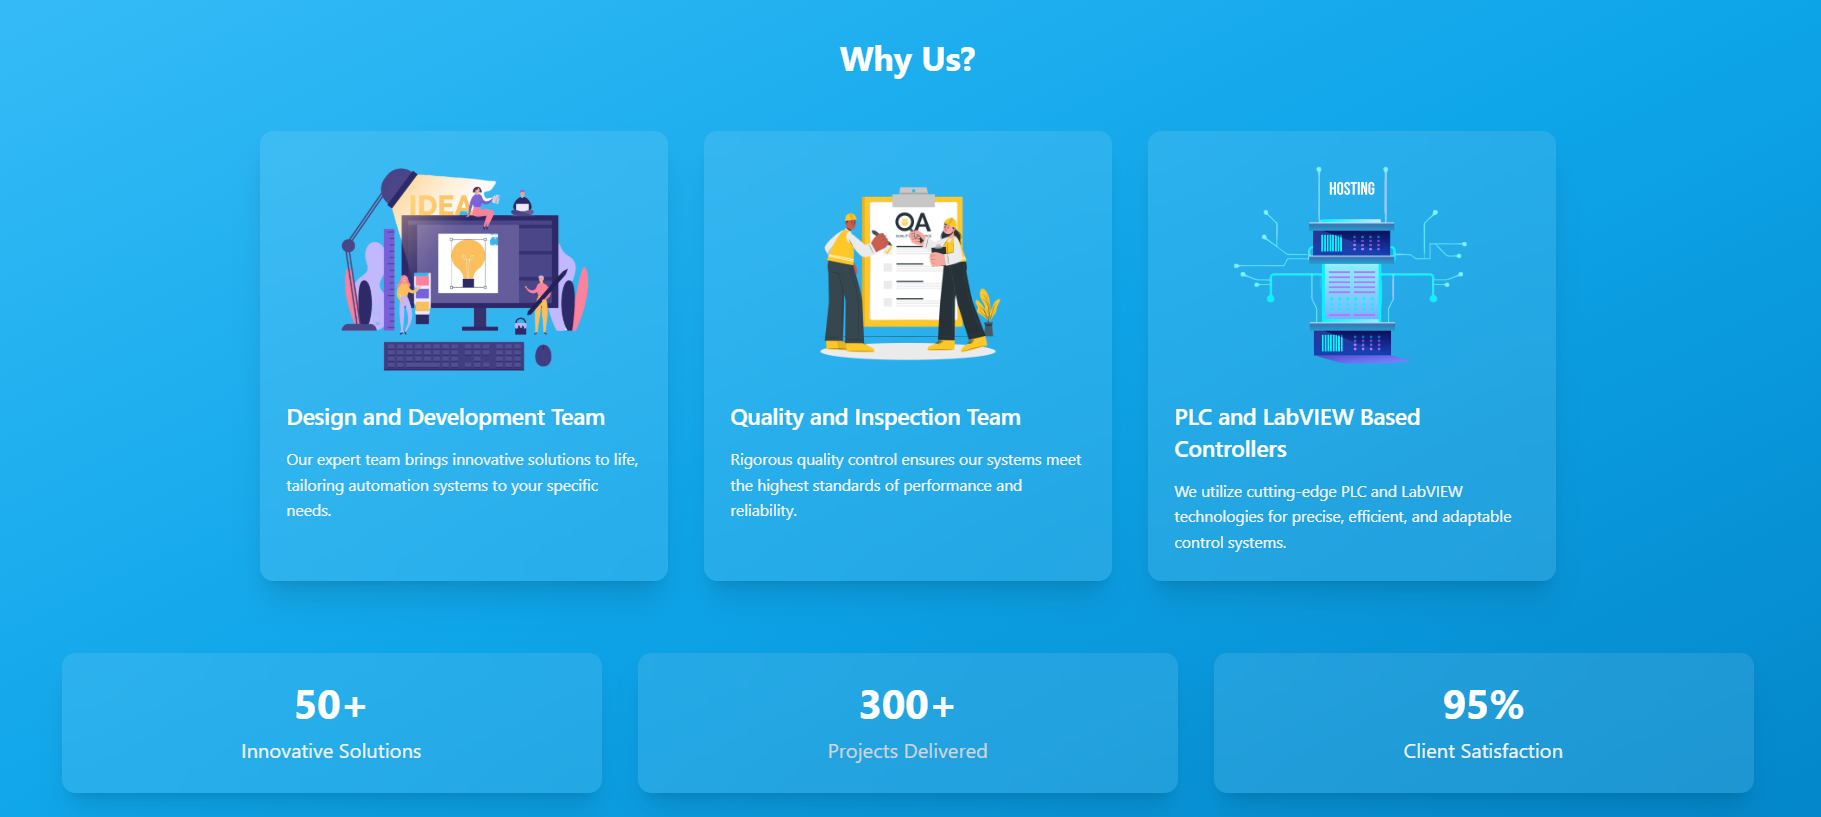 Why Us?
IDEA
QA
HOSTING
Design and Development Team
Our expert team brings innovative solutions to life,
tailoring automation systems to your specific
needs.
Quality and Inspection Team
Rigorous quality control ensures our systems meet
the highest standards of performance and
reliability.
PLC and LabVIEW Based
Controllers
We utilize cutting-edge PLC and LabVIEW
technologies for precise, efficient, and adaptable
control systems.
50+
Innovative Solutions
300+
Projects Delivered
95%
Client Satisfaction